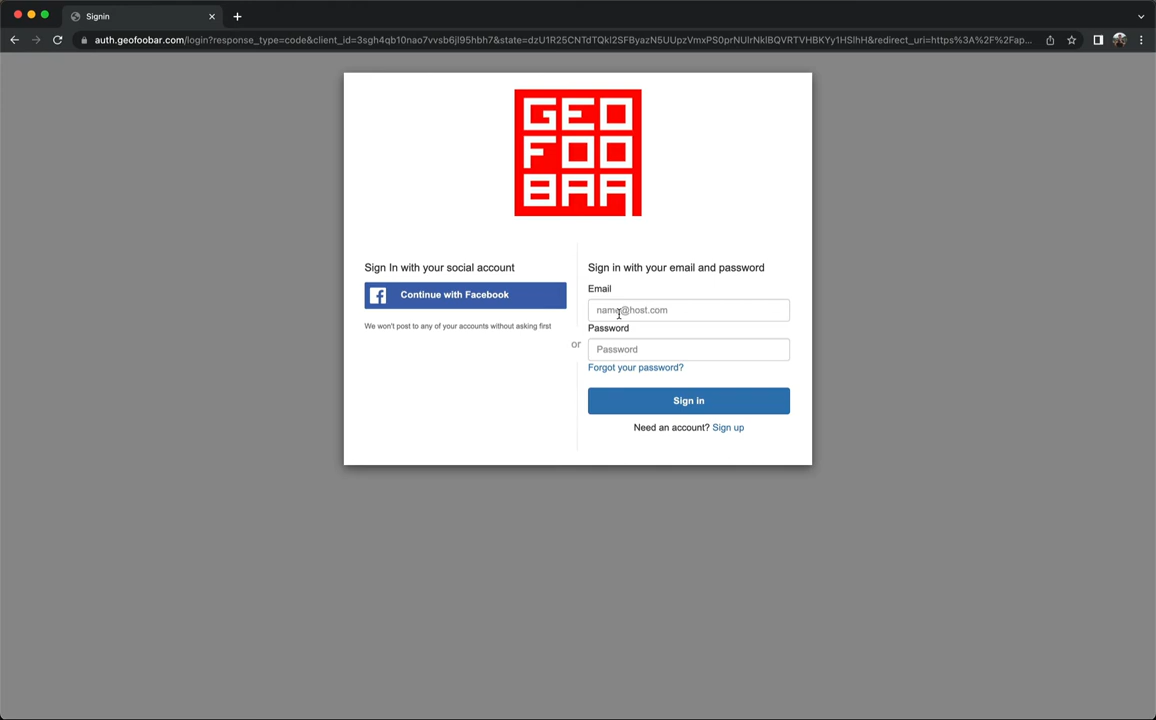 Signin
auth.geofoobar.com/login?response_type=code&client_id=3sgh4qb10nao7vvsb6jl95hbh7&state=dzU1R25CNTdTQkl2SFByazN5UUpzVmxPS0prNUlrNklBQVRTVHBKYy1HSlhH&redirect_uri=https%3A%2F%2Fap...
GEO
FOO
BAR
Sign In with your social account
Continue with Facebook
We won't post to any of your accounts without asking first
or
Sign in with your email and password
Email
name@host.com
Password
Password
Forgot your password?
Sign in
Need an account? Sign up